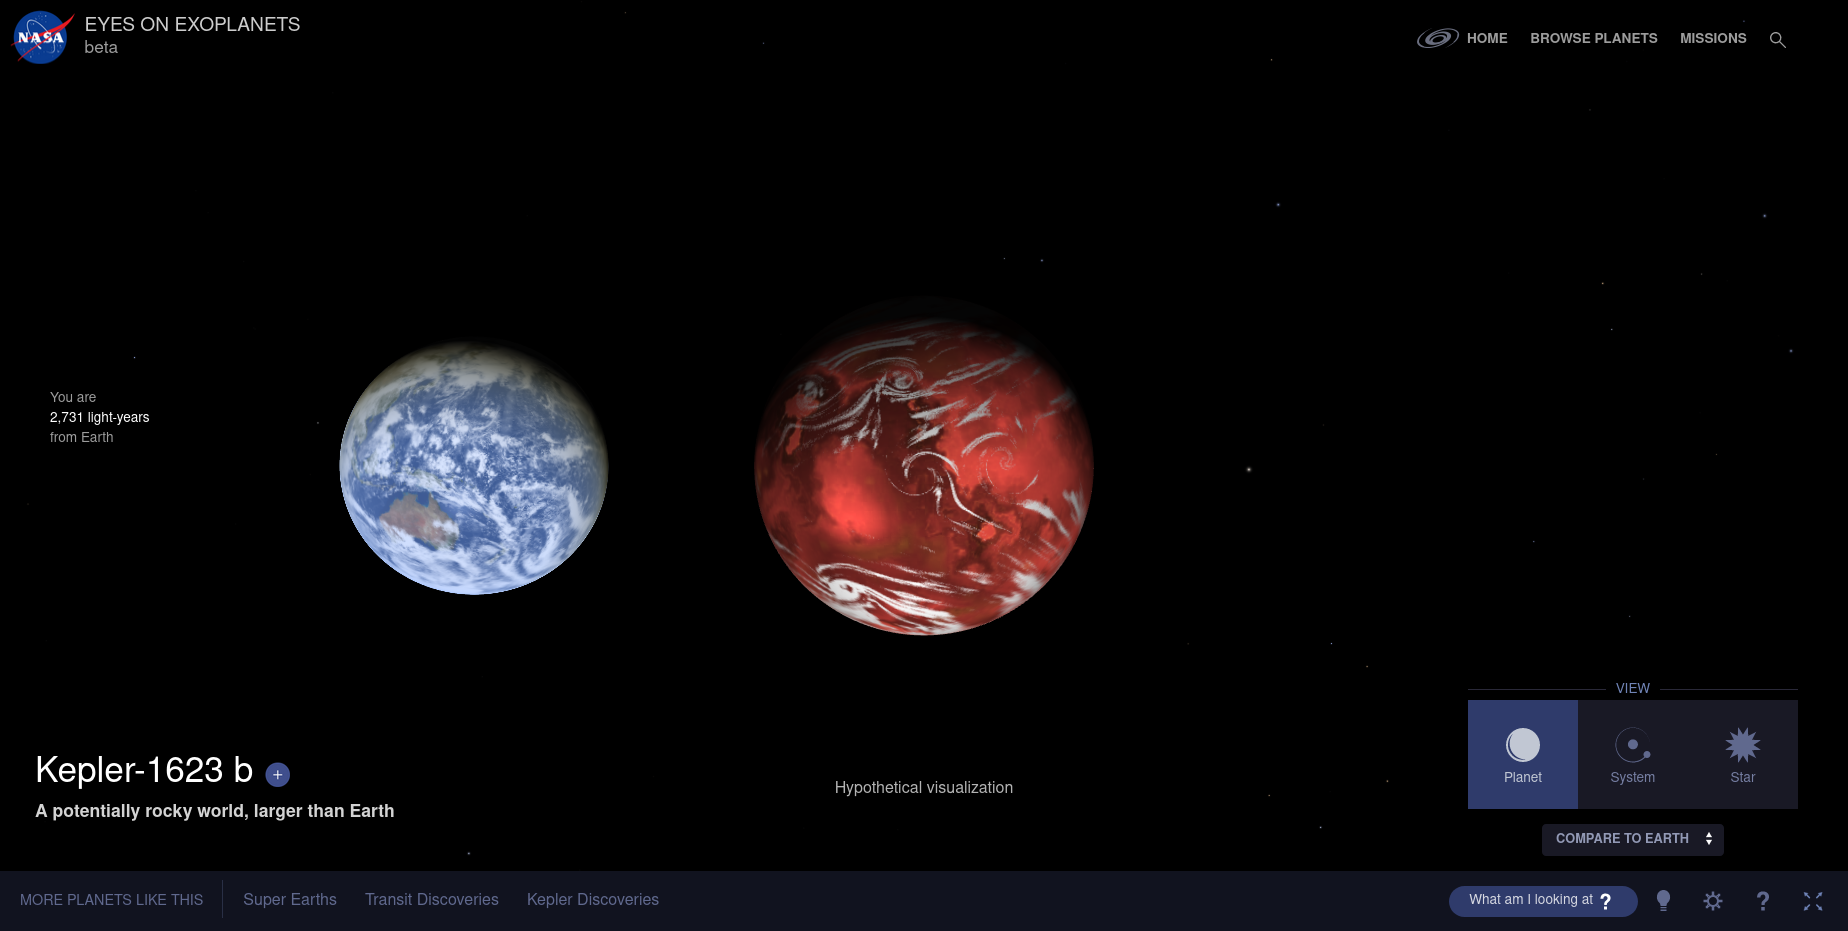 NASA
EYES ON EXOPLANETS
beta
HOME
BROWSE PLANETS
MISSIONS
You are
2,731 light-years
from Earth
VIEW
Planet
System
Star
Kepler-1623 b +
A potentially rocky world, larger than Earth
Hypothetical visualization
COMPARE TO EARTH
MORE PLANETS LIKE THIS
Super Earths
Transit Discoveries
Kepler Discoveries
What am I looking at ?
?